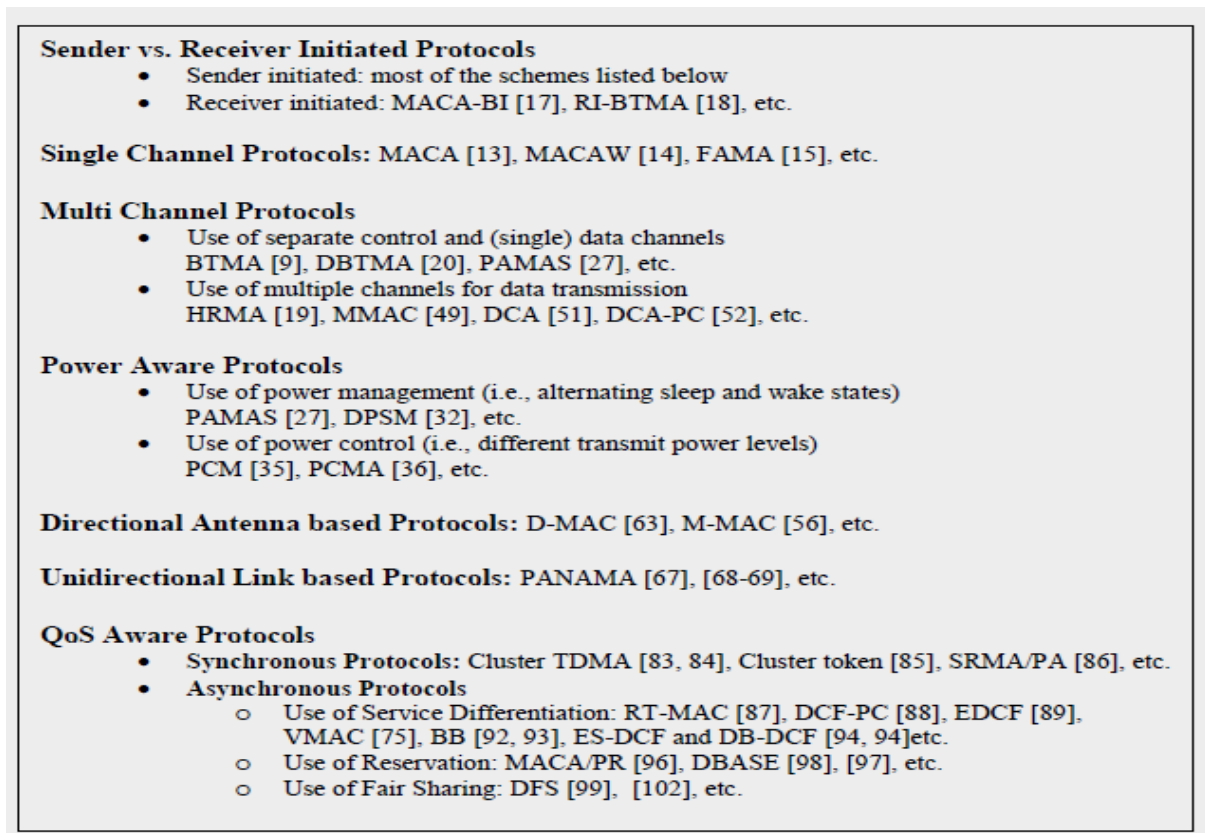 Sender vs. Receiver Initiated Protocols
• Sender initiated: most of the schemes listed below
• Receiver initiated: MACA-BI [17], RI-BTMA [18], etc.
Single Channel Protocols: MACA [13], MACAW [14], FAMA [15], etc.
Multi Channel Protocols
• Use of separate control and (single) data channels
BTMA [9], DBTMA [20], PAMAS [27], etc.
• Use of multiple channels for data transmission
HRMA [19], MMAC [49], DCA [51], DCA-PC [52], etc.
Power Aware Protocols
• Use of power management (i.e., alternating sleep and wake states)
PAMAS [27], DPSM [32], etc.
• Use of power control (i.e., different transmit power levels)
PCM [35], PCMA [36], etc.
Directional Antenna based Protocols: D-MAC [63], M-MAC [56], etc.
Unidirectional Link based Protocols: PANAMA [67], [68-69], etc.
QoS Aware Protocols
• Synchronous Protocols: Cluster TDMA [83, 84], Cluster token [85], SRMA/PA [86], etc.
• Asynchronous Protocols
o Use of Service Differentiation: RT-MAC [87], DCF-PC [88], EDCF [89],
VMAC [75], BB [92, 93], ES-DCF and DB-DCF [94, 94]etc.
o Use of Reservation: MACA/PR [96], DBASE [98], [97], etc.
o Use of Fair Sharing: DFS [99], [102], etc.